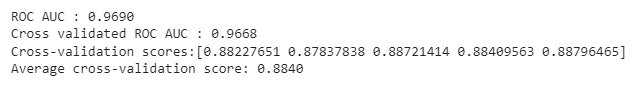 ROC AUC : 0.9690
Cross validated ROC AUC : 0.9668
Cross-validation scores:[0.88227651 0.87837838 0.88721414 0.88409563 0.88796465]
Average cross-validation score: 0.8840